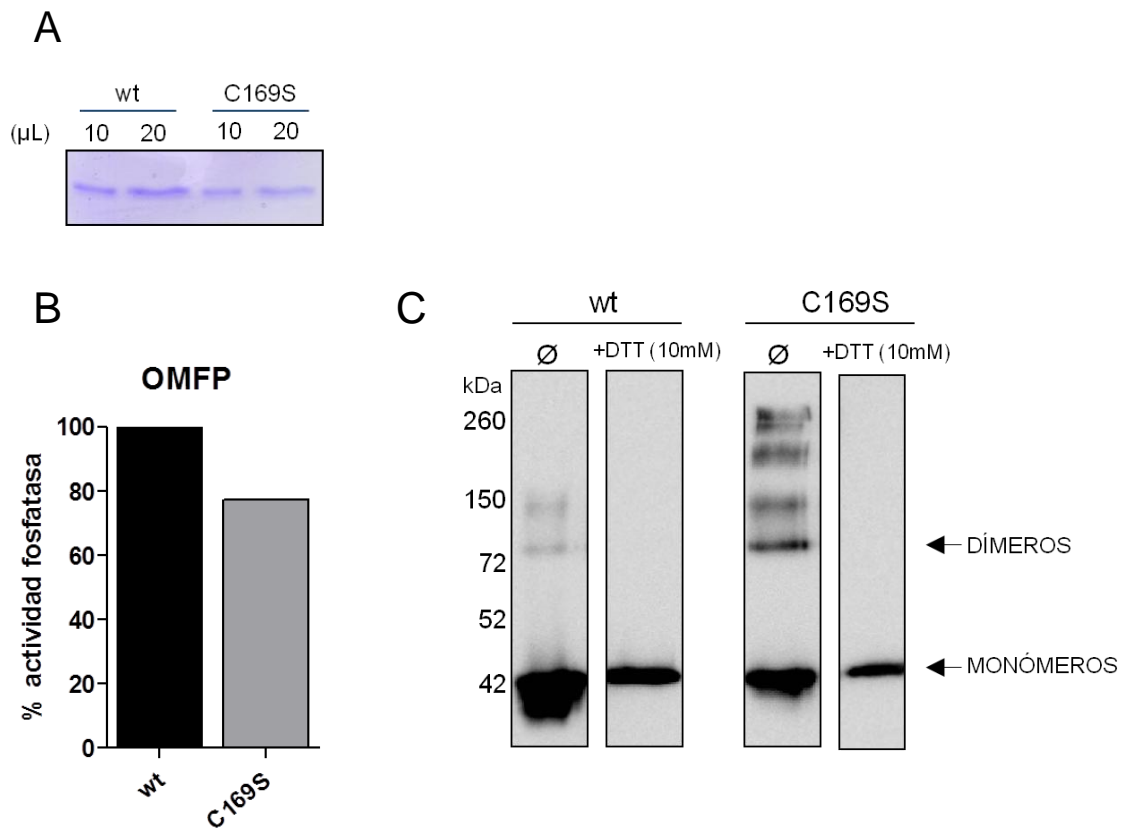 A
wt C169S
(µL) 10 20 10 20
B
OMFP
% actividad fosfatasa
100
80
60
40
20
0
wt
C169S
C
wt C169S
Ø +DTT (10mM) Ø +DTT (10mM)
kDa
260
150
72
52
42
DÍMEROS
MONÓMEROS